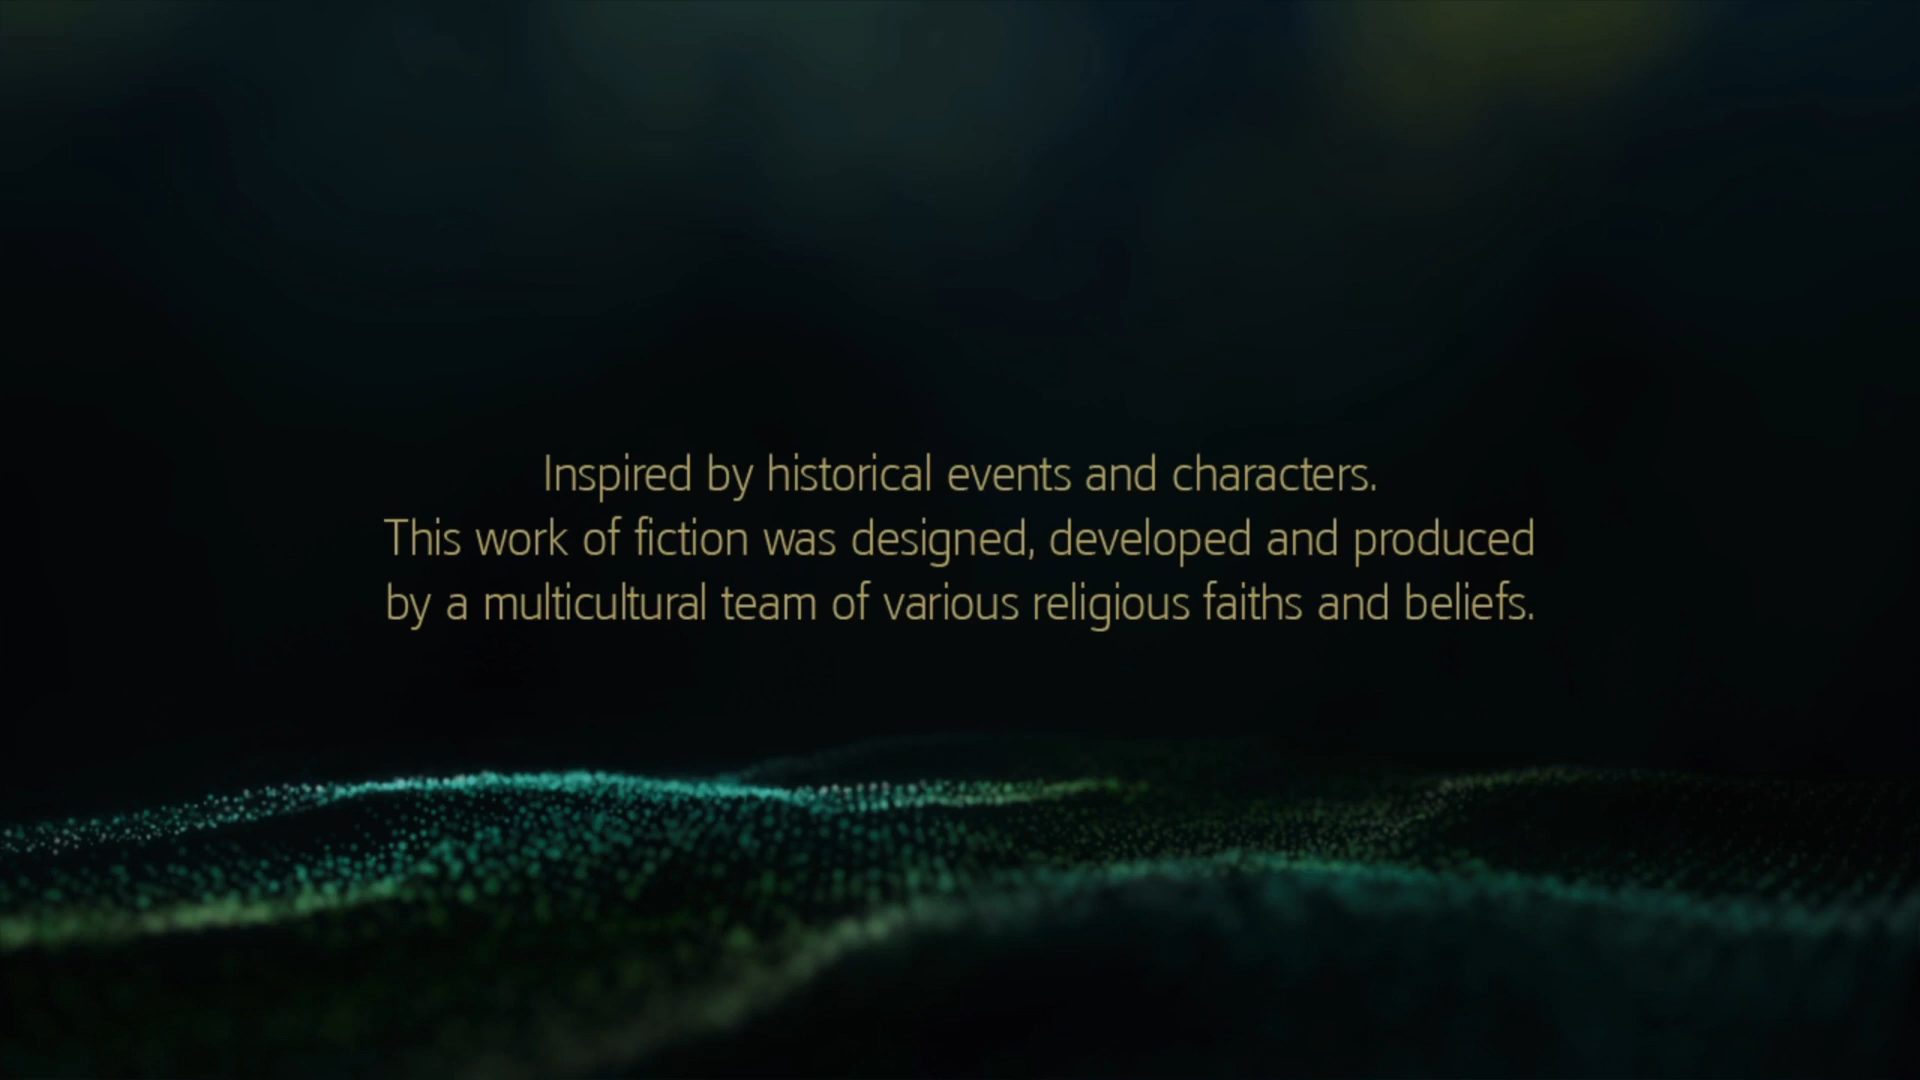 Inspired by historical events and characters.
This work of fiction was designed, developed and produced
by a multicultural team of various religious faiths and beliefs.